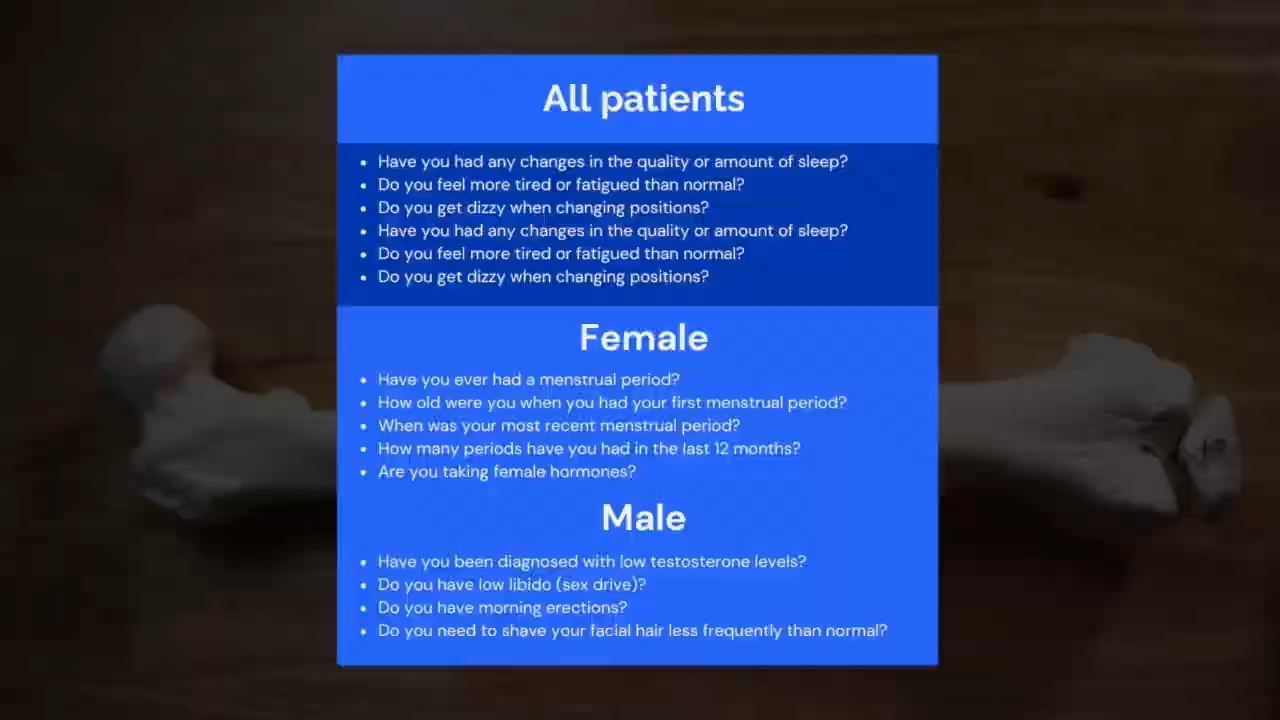 All patients
• Have you had any changes in the quality or amount of sleep?
• Do you feel more tired or fatigued than normal?
• Do you get dizzy when changing positions?
• Have you had any changes in the quality or amount of sleep?
• Do you feel more tired or fatigued than normal?
• Do you get dizzy when changing positions?
Female
• Have you ever had a menstrual period?
• How old were you when you had your first menstrual period?
• When was your most recent menstrual period?
• How many periods have you had in the last 12 months?
• Are you taking female hormones?
Male
• Have you been diagnosed with low testosterone levels?
• Do you have low libido (sex drive)?
• Do you have morning erections?
• Do you need to shave your facial hair less frequently than normal?